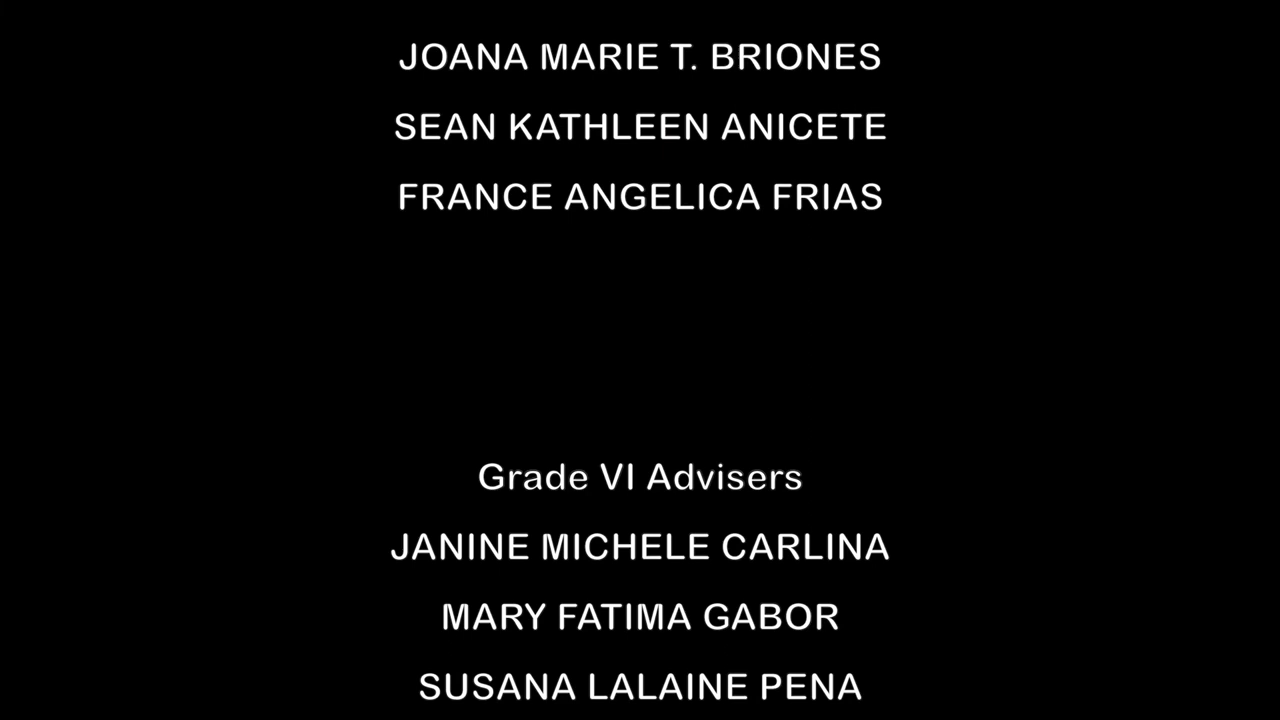 JOANA MARIE T. BRIONES
SEAN KATHLEEN ANICETE
FRANCE ANGELICA FRIAS
Grade VI Advisers
JANINE MICHELE CARLINA
MARY FATIMA GABOR
SUSANA LALAINE PENA